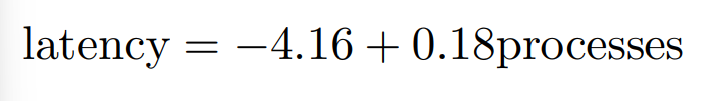 latency = −4.16 + 0.18processes